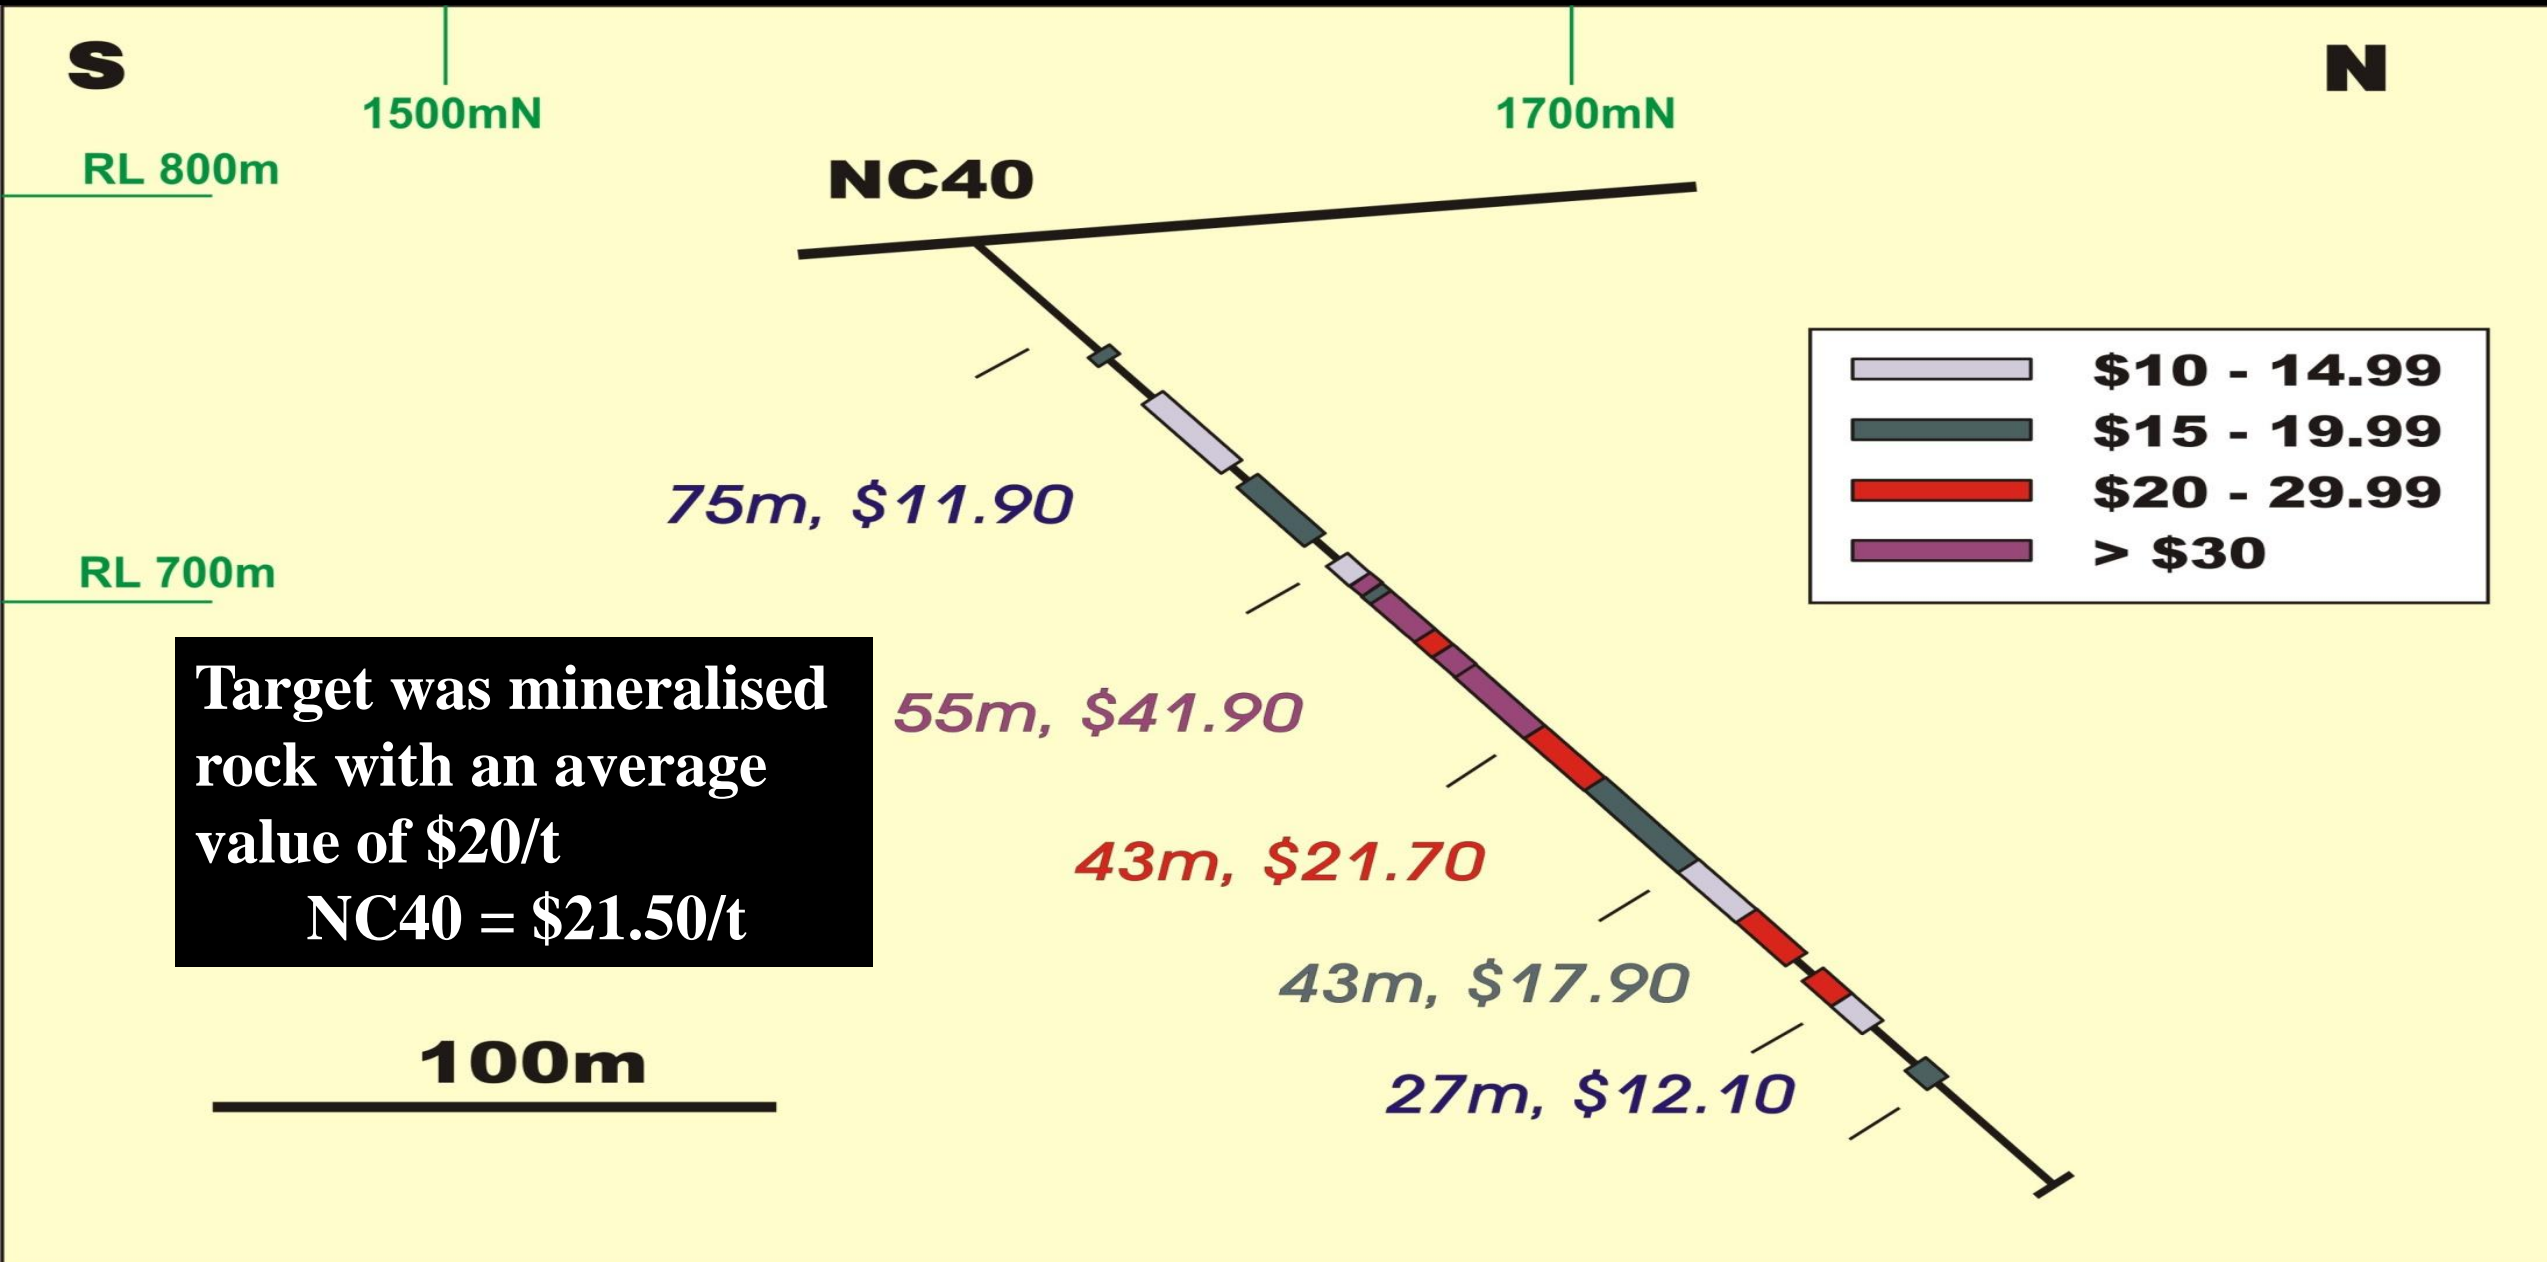 S
N
1500mN
1700mN
RL 800m
NC40
$10 - 14.99
$15 - 19.99
$20 - 29.99
> $30
75m, $11.90
RL 700m
Target was mineralised
rock with an average
value of $20/t
NC40 = $21.50/t
55m, $41.90
43m, $21.70
43m, $17.90
27m, $12.10
100m